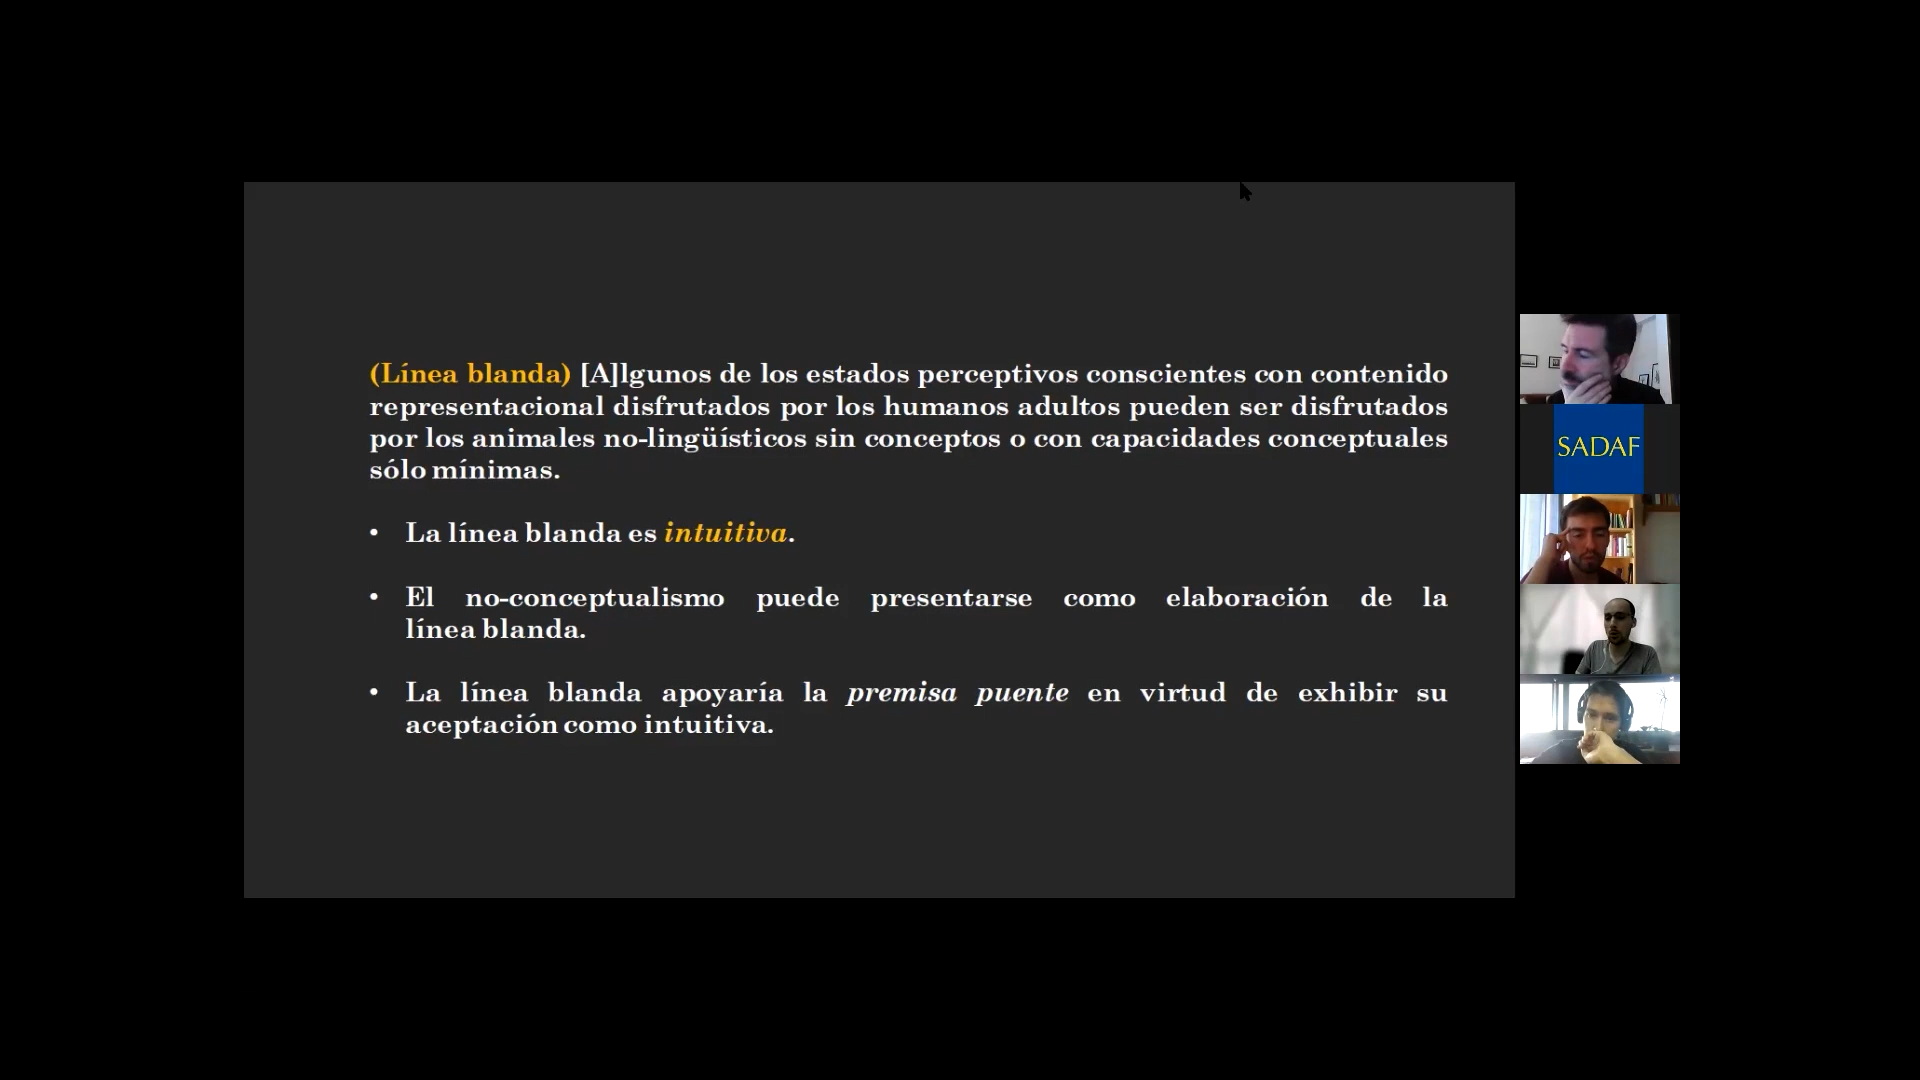 (Línea blanda) [A]lgunos de los estados perceptivos conscientes con contenido
representacional disfrutados por los humanos adultos pueden ser disfrutados
por los animales no-lingüísticos sin conceptos o con capacidades conceptuales
sólo mínimas.
• La línea blanda es intuitiva.
• El no-conceptualismo puede presentarse como elaboración de la
línea blanda.
• La línea blanda apoyaría la premisa puente en virtud de exhibir su
aceptación como intuitiva.
SADAF